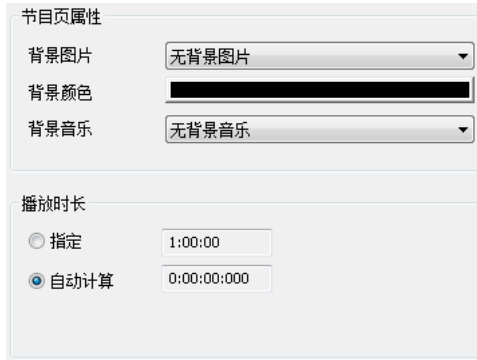 节目页属性
背景图片 无背景图片
背景颜色
背景音乐 无背景音乐
播放时长
指定 1:00:00
自动计算 0:00:00:000